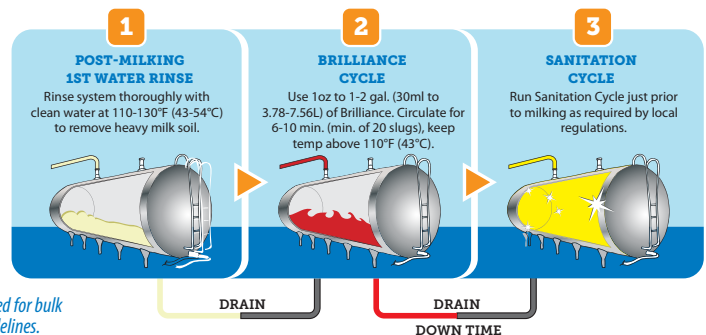 1
POST-MILKING
1ST WATER RINSE
Rinse system thoroughly with
clean water at 110-130°F (43-54°C)
to remove heavy milk soil.
2
BRILLIANCE
CYCLE
Use 1oz to 1-2 gal. (30ml to
3.78-7.56L) of Brilliance. Circulate for
6-10 min. (min. of 20 slugs), keep
temp above 110°F (43°C).
3
SANITATION
CYCLE
Run Sanitation Cycle just prior
to milking as required by local
regulations.
ed for bulk
delines.
DRAIN
DRAIN
DOWN TIME